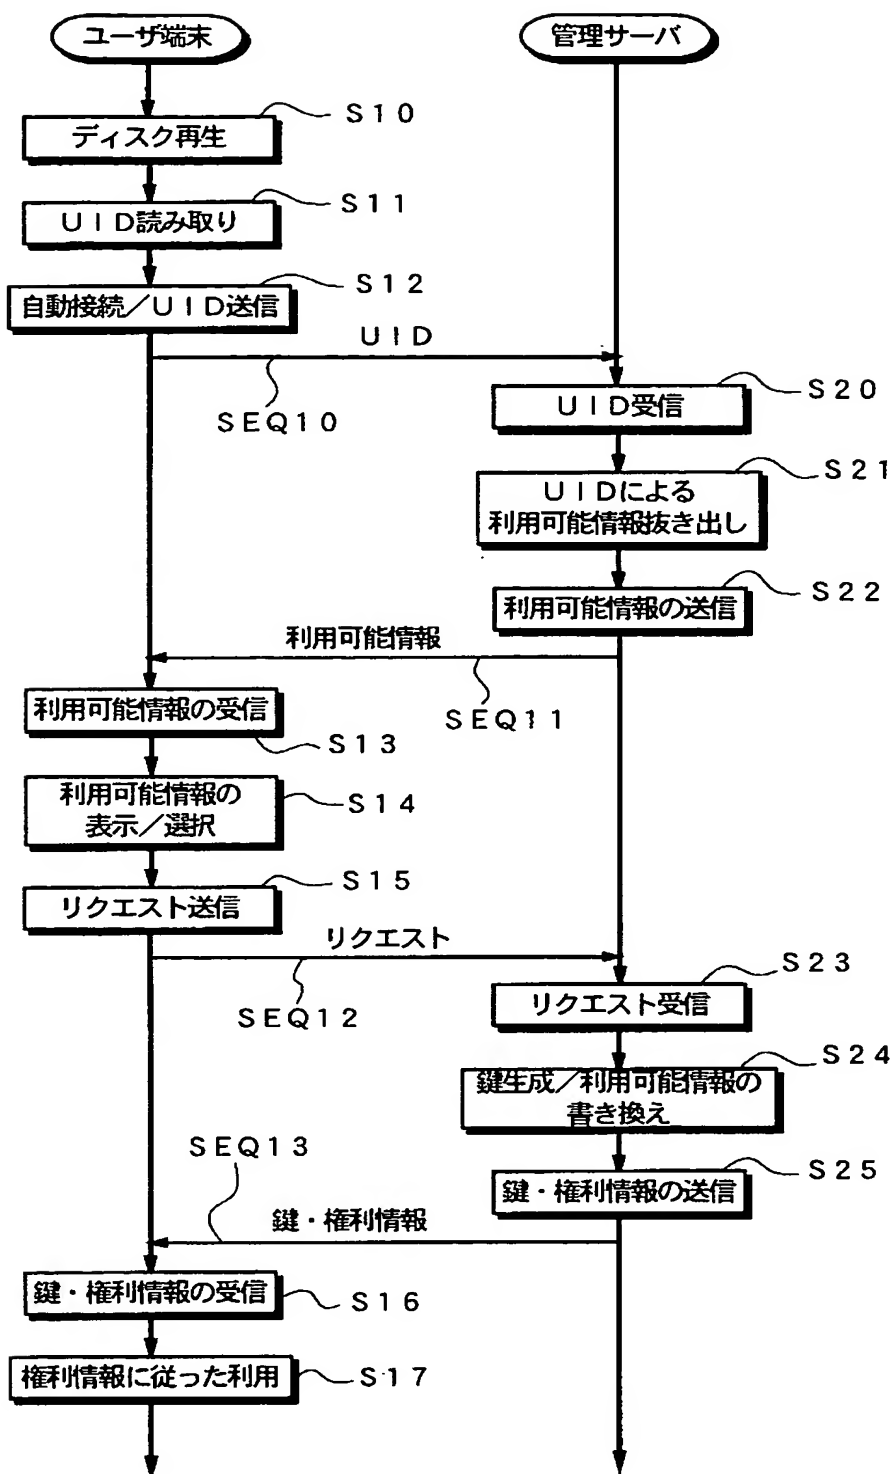 ユーザ端末
管理サーバ
S10
ディスク再生
S11
UID読み取り
S12
自動接続/UID送信
UID
SEQ10
S20
UID受信
S21
UIDによる
利用可能情報抜き出し
S22
利用可能情報の送信
利用可能情報
SEQ11
利用可能情報の受信
S13
利用可能情報の
表示/選択
S14
S15
リクエスト送信
リクエスト
SEQ12
S23
リクエスト受信
S24
鍵生成/利用可能情報の
書き換え
SEQ13
S25
鍵・権利情報の送信
鍵・権利情報
鍵・権利情報の受信
S16
権利情報に従った利用
S17